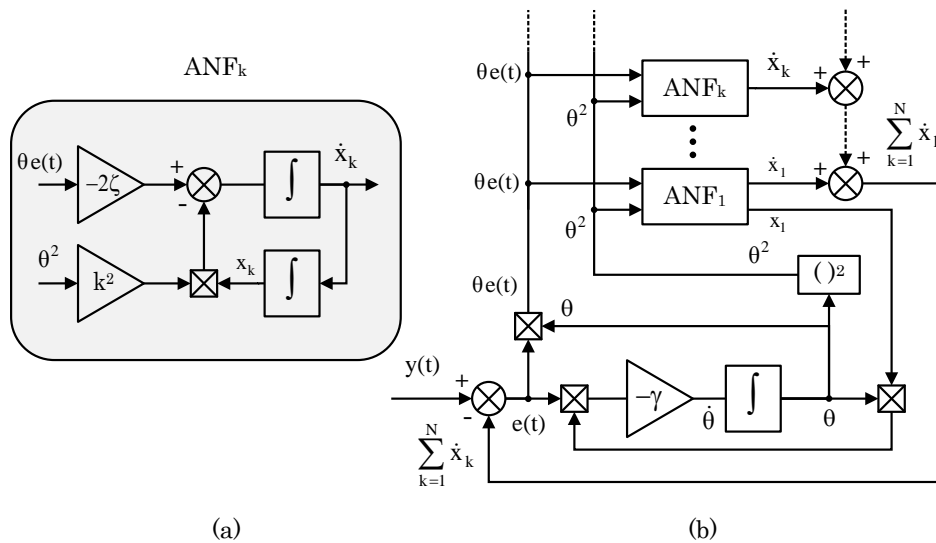 ANFₖ
θe(t)
−2ζ
+
-
∫
ẋₖ
θ²
k²
xₖ
∫
(a)
θe(t)
θ²
ANFₖ
ẋₖ
+
+
θe(t)
θ²
ANF₁
ẋ₁
x₁
+
+
N
∑ ẋₖ
k=1
θ²
( )²
θe(t)
θ
y(t)
+
-
e(t)
−γ
θ̇
∫
θ
N
∑ ẋₖ
k=1
(b)